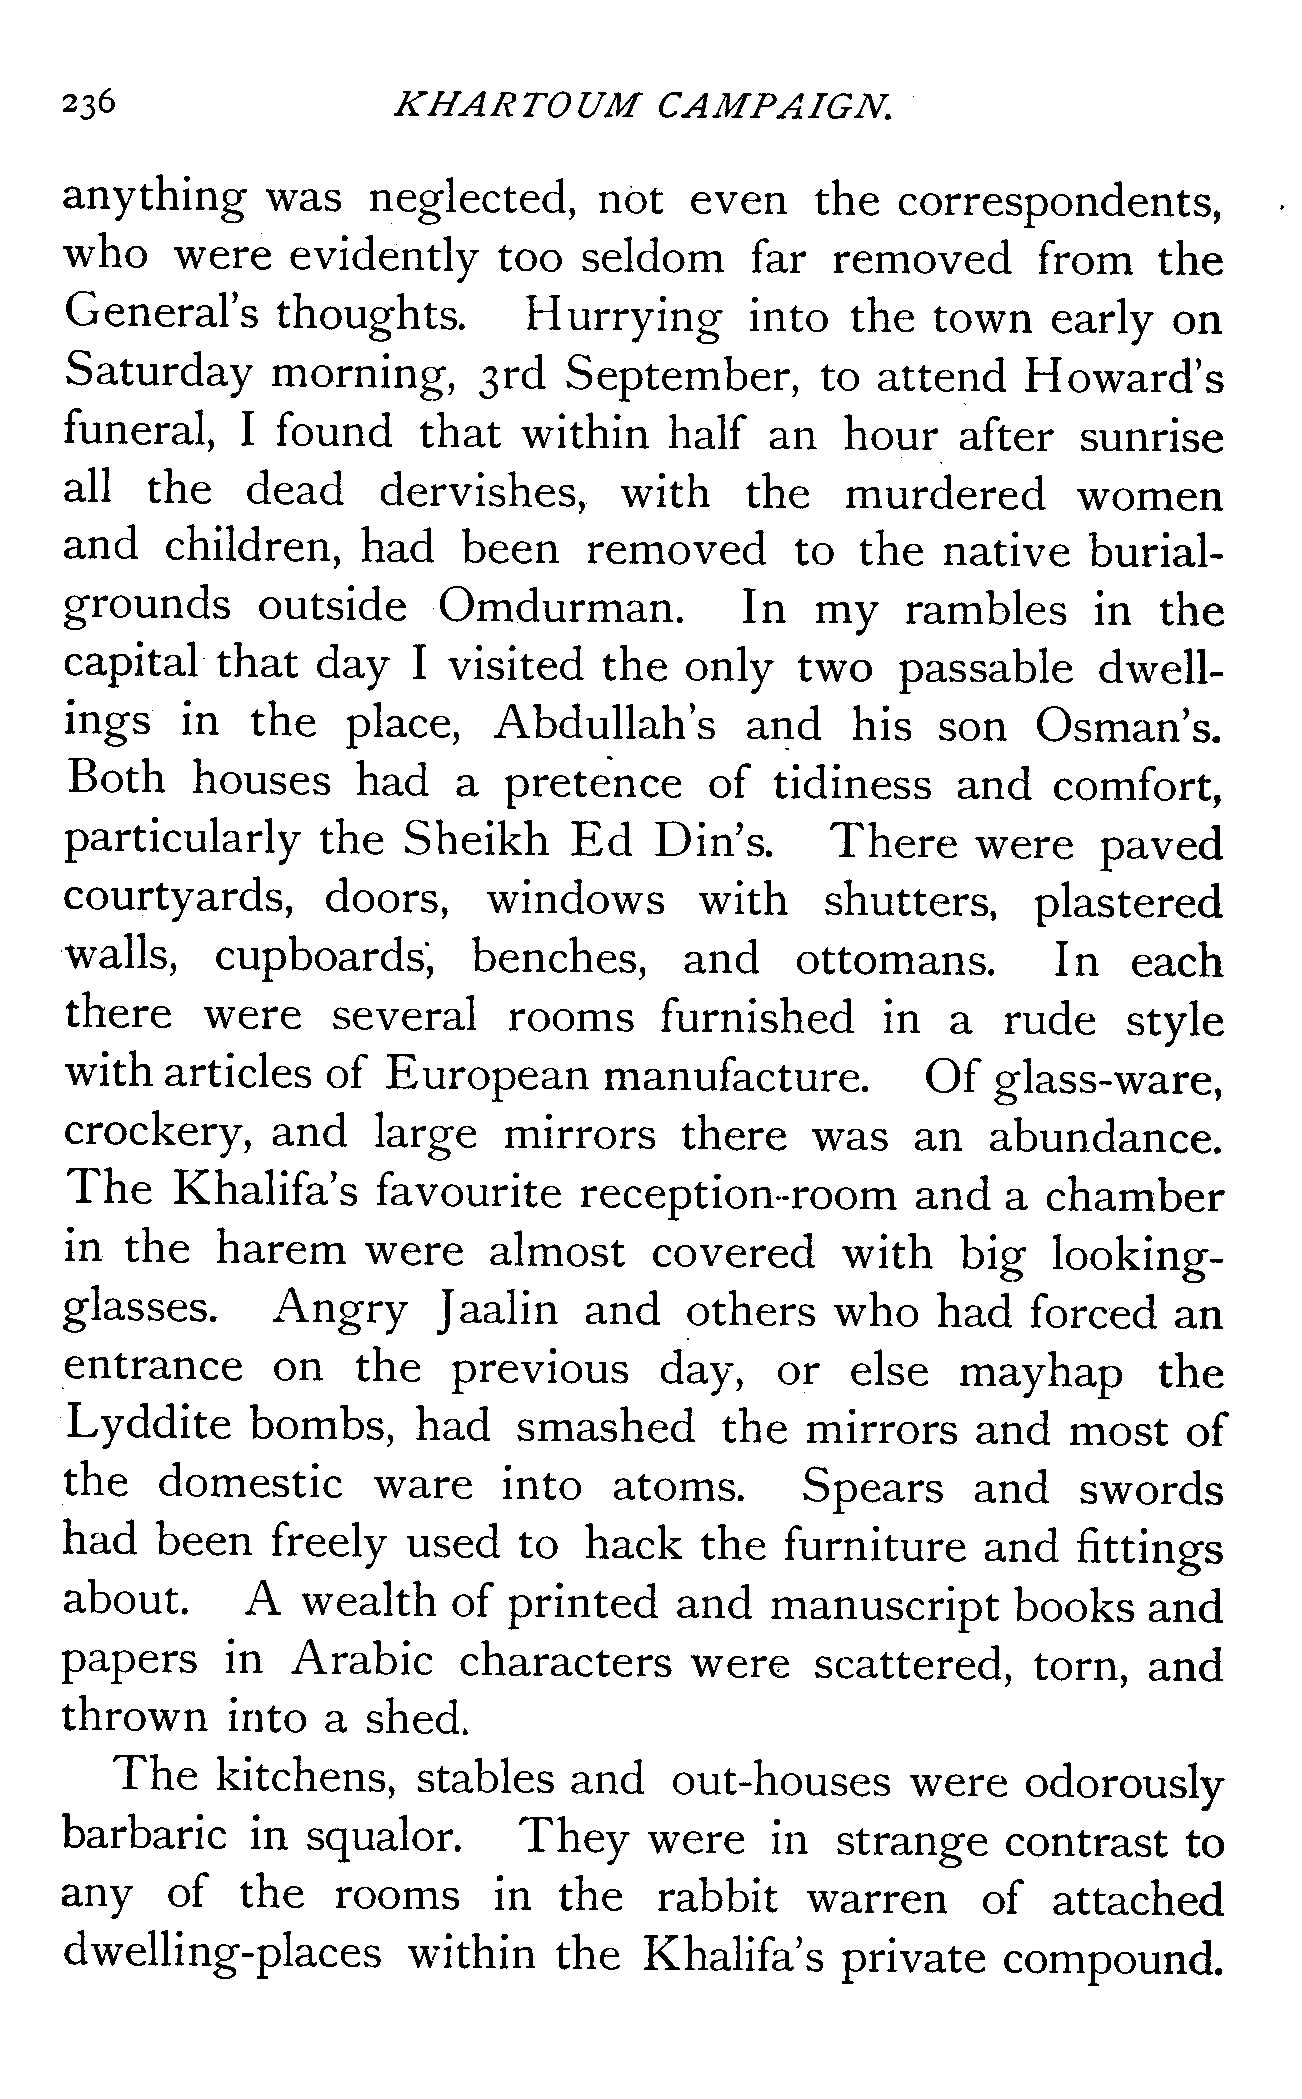 236 KHARTOUM CAMPAIGN.
anything was neglected, not even the correspondents,
who were evidently too seldom far removed from the
General's thoughts. Hurrying into the town early on
Saturday morning, 3rd September, to attend Howard's
funeral, I found that within half an hour after sunrise
all the dead dervishes, with the murdered women
and children, had been removed to the native burial-
grounds outside Omdurman. In my rambles in the
capital that day I visited the only two passable dwell-
ings in the place, Abdullah's and his son Osman's.
Both houses had a pretence of tidiness and comfort,
particularly the Sheikh Ed Din's. There were paved
courtyards, doors, windows with shutters, plastered
walls, cupboards, benches, and ottomans. In each
there were several rooms furnished in a rude style
with articles of European manufacture. Of glass-ware,
crockery, and large mirrors there was an abundance.
The Khalifa's favourite reception-room and a chamber
in the harem were almost covered with big looking-
glasses. Angry Jaalin and others who had forced an
entrance on the previous day, or else mayhap the
Lyddite bombs, had smashed the mirrors and most of
the domestic ware into atoms. Spears and swords
had been freely used to hack the furniture and fittings
about. A wealth of printed and manuscript books and
papers in Arabic characters were scattered, torn, and
thrown into a shed.
The kitchens, stables and out-houses were odorously
barbaric in squalor. They were in strange contrast to
any of the rooms in the rabbit warren of attached
dwelling-places within the Khalifa's private compound.